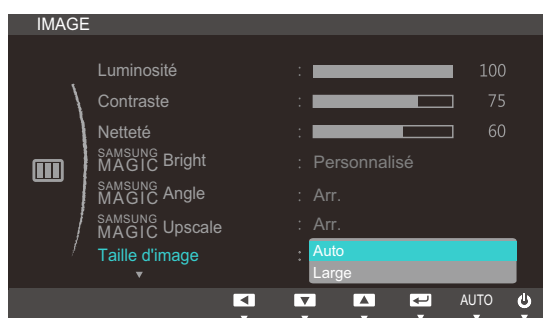 IMAGE
Luminosité : 100
Contraste : 75
Netteté : 60
SAMSUNG MAGIC Bright : Personnalisé
SAMSUNG MAGIC Angle : Arr.
SAMSUNG MAGIC Upscale : Arr.
Taille d'image : Auto
Large
AUTO